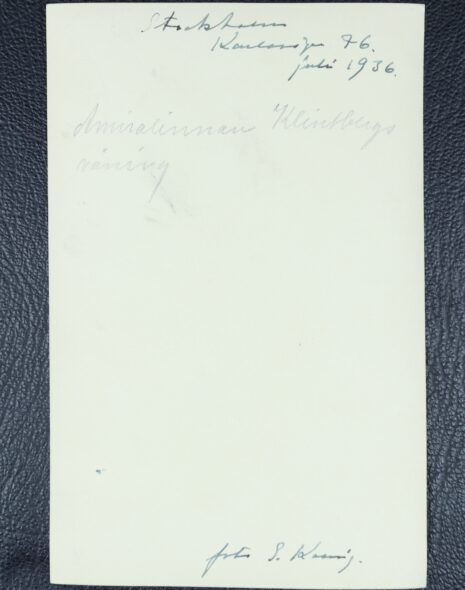 Stockholm
Karlavägen 76.
juli 1936.
Amiralinnan Klintbergs
våning
foto S. Koenig.